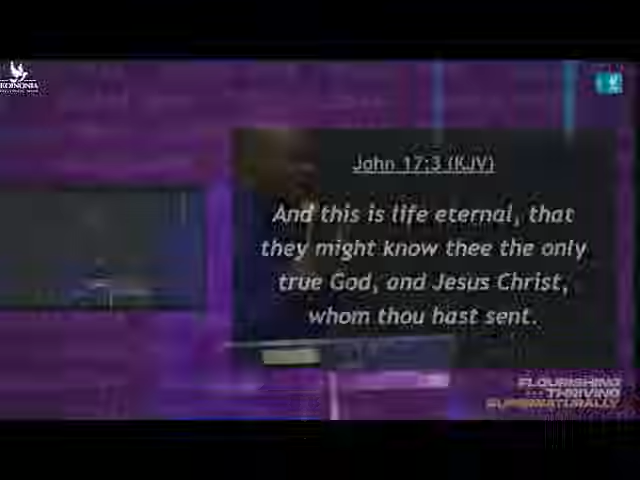 KOINONIA
John 17:3 (KJV)
And this is life eternal, that
they might know thee the only
true God, and Jesus Christ,
whom thou hast sent.
FLOURISHING
THRIVING
SUPERNATURALLY